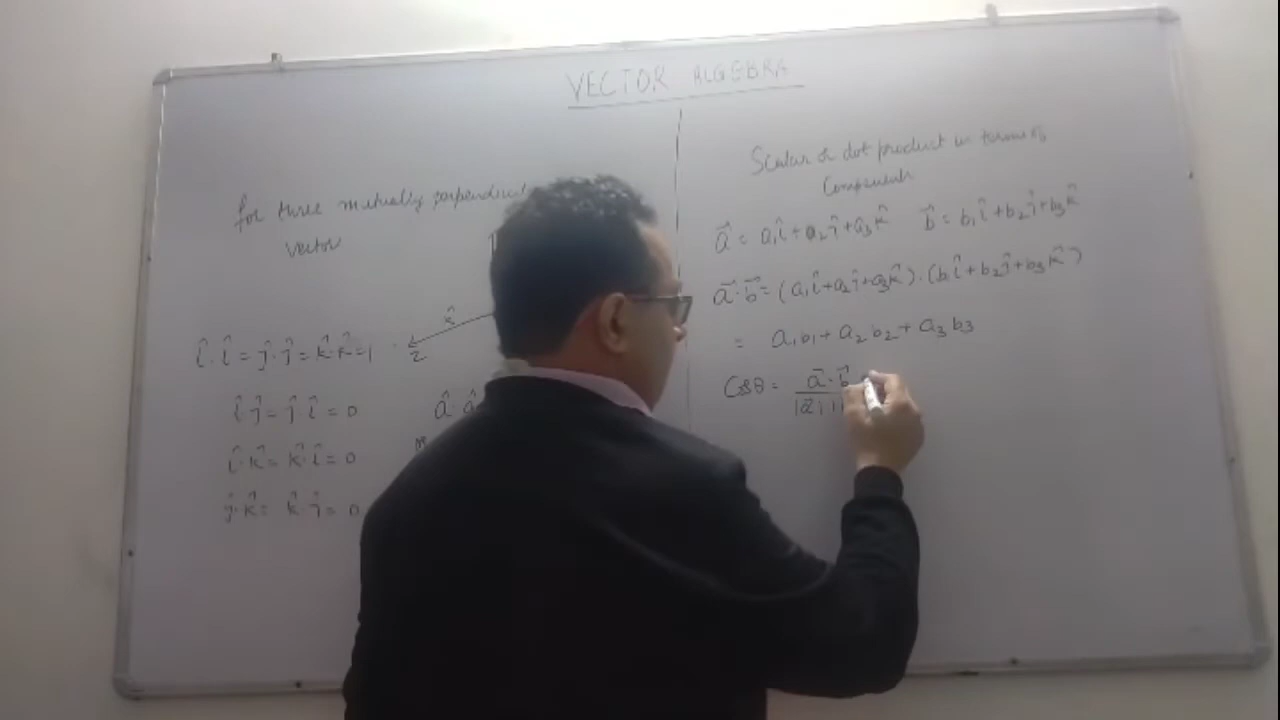 VECTOR ALGEBRA
for three mutually
vector
k̂
î·î = ĵ·ĵ = k̂·k̂ = 1
z
î·ĵ = ĵ·î = 0
â·â
î·k̂ = k̂·î = 0
ĵ·k̂ = k̂·ĵ = 0
Scalar or dot product in terms of
Components
a⃗ = a₁î + a₂ĵ + a₃k̂ b⃗ = b₁î + b₂ĵ + b₃k̂
a⃗·b⃗ = (a₁î + a₂ĵ + a₃k̂)·(b₁î + b₂ĵ + b₃k̂)
= a₁b₁ + a₂b₂ + a₃b₃
Cosθ = a⃗·b⃗
|a⃗| |